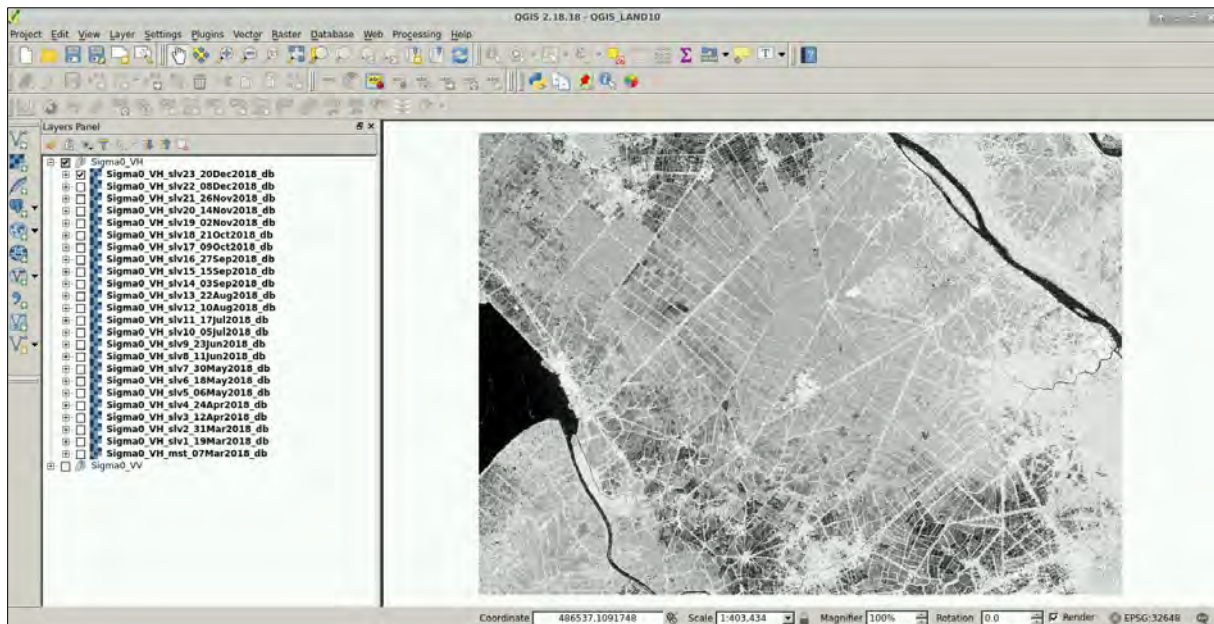 QGIS 2.18.18 - QGIS_LAND10
Project Edit View Layer Settings Plugins Vector Raster Database Web Processing Help
Layers Panel
Sigma0_VH
Sigma0_VH_slv23_20Dec2018_db
Sigma0_VH_slv22_08Dec2018_db
Sigma0_VH_slv21_26Nov2018_db
Sigma0_VH_slv20_14Nov2018_db
Sigma0_VH_slv19_02Nov2018_db
Sigma0_VH_slv18_21Oct2018_db
Sigma0_VH_slv17_09Oct2018_db
Sigma0_VH_slv16_27Sep2018_db
Sigma0_VH_slv15_15Sep2018_db
Sigma0_VH_slv14_03Sep2018_db
Sigma0_VH_slv13_22Aug2018_db
Sigma0_VH_slv12_10Aug2018_db
Sigma0_VH_slv11_17Jul2018_db
Sigma0_VH_slv10_05Jul2018_db
Sigma0_VH_slv9_23Jun2018_db
Sigma0_VH_slv8_11Jun2018_db
Sigma0_VH_slv7_30May2018_db
Sigma0_VH_slv6_18May2018_db
Sigma0_VH_slv5_06May2018_db
Sigma0_VH_slv4_24Apr2018_db
Sigma0_VH_slv3_12Apr2018_db
Sigma0_VH_slv2_31Mar2018_db
Sigma0_VH_slv1_19Mar2018_db
Sigma0_VH_mst_07Mar2018_db
Sigma0_VV
Coordinate 486537,1091748 Scale 1:403,434 Magnifier 100% Rotation 0.0 Render EPSG:32648